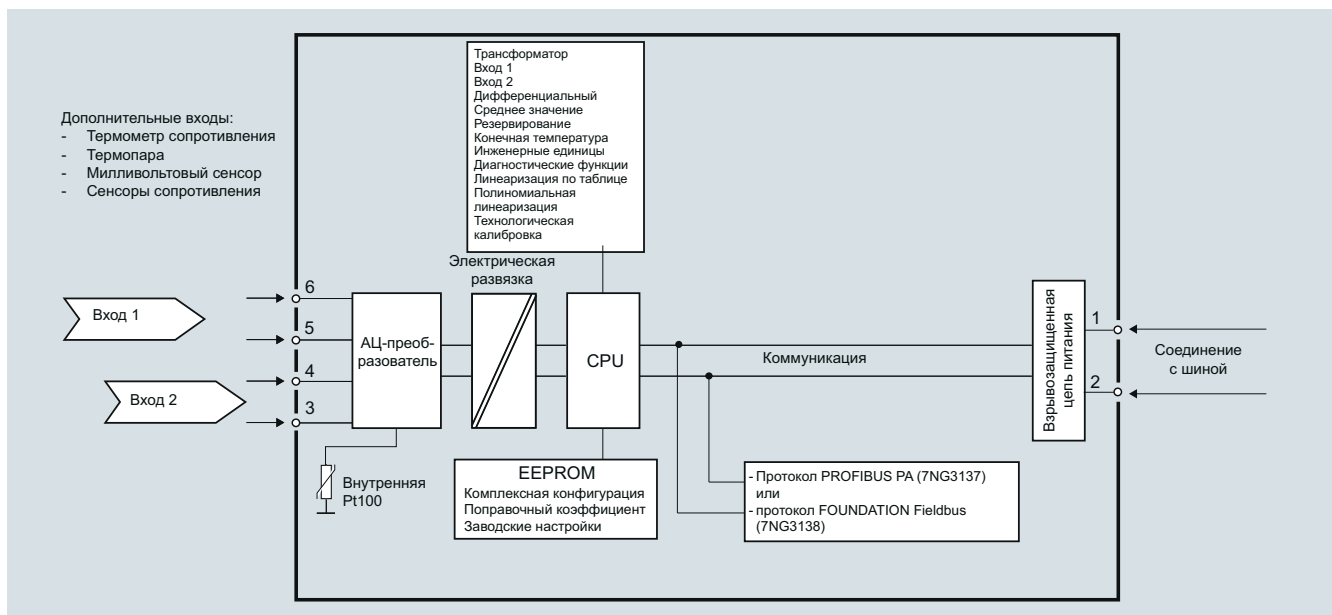 Трансформатор
Вход 1
Вход 2
Дифференциальный
Среднее значение
Резервирование
Конечная температура
Инженерные единицы
Диагностические функции
Линеаризация по таблице
Полиномиальная
линеаризация
Технологическая
калибровка
Дополнительные входы:
- Термометр сопротивления
- Термопара
- Милливольтовый сенсор
- Сенсоры сопротивления
Электрическая
развязка
6
5
4
3
Вход 1
Вход 2
АЦ-преоб-
разователь
CPU
Коммуникация
Взрывозащищенная
цепь питания
1
2
Соединение
с шиной
Внутренняя
Pt100
EEPROM
Комплексная конфигурация
Поправочный коэффициент
Заводские настройки
- Протокол PROFIBUS PA (7NG3137)
или
- протокол FOUNDATION Fieldbus
(7NG3138)